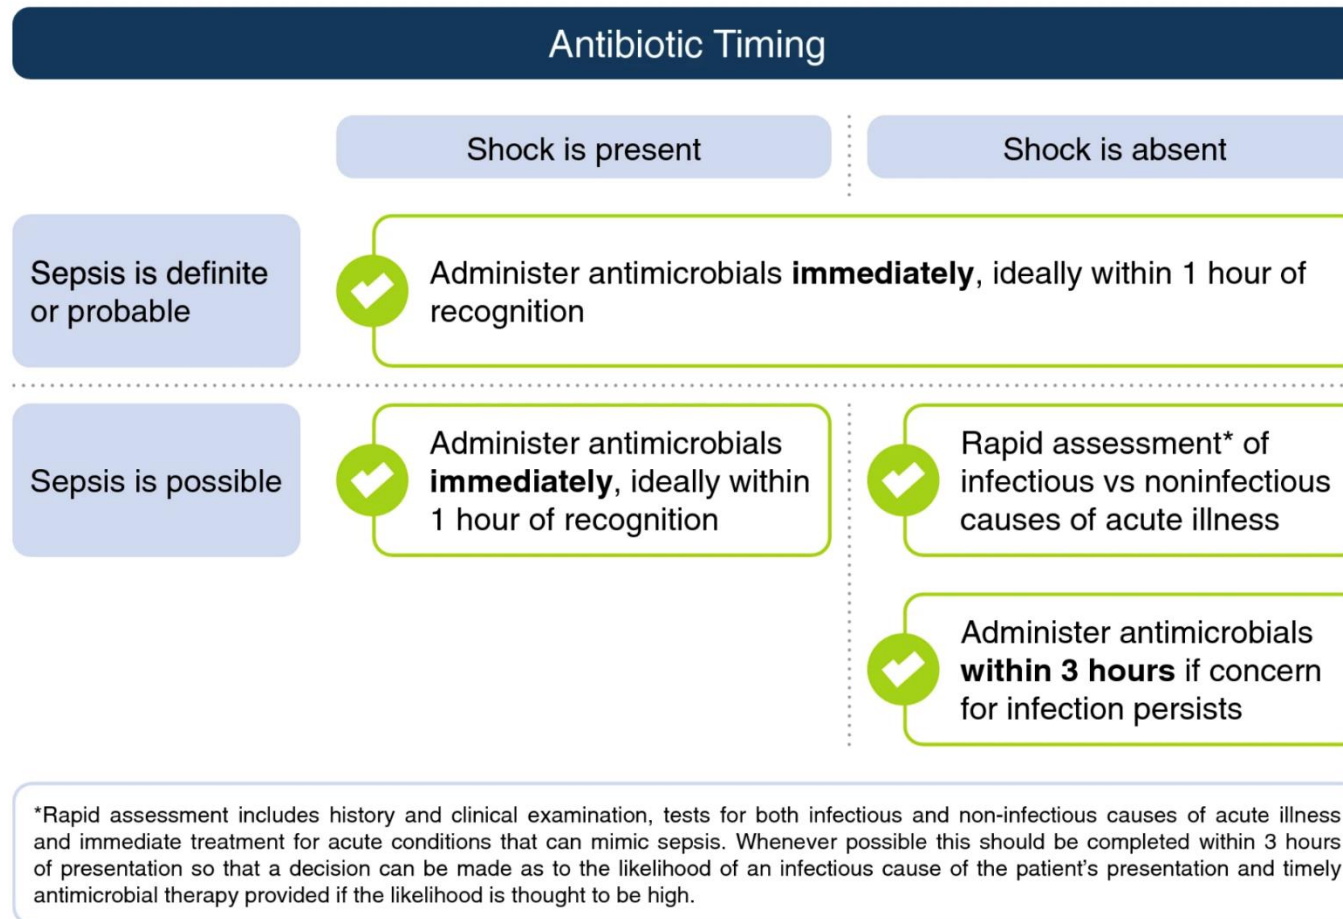 Antibiotic Timing
Shock is present
Shock is absent
Sepsis is definite
or probable
Administer antimicrobials immediately, ideally within 1 hour of
recognition
Sepsis is possible
Administer antimicrobials
immediately, ideally within
1 hour of recognition
Rapid assessment* of
infectious vs noninfectious
causes of acute illness
Administer antimicrobials
within 3 hours if concern
for infection persists
*Rapid assessment includes history and clinical examination, tests for both infectious and non-infectious causes of acute illness
and immediate treatment for acute conditions that can mimic sepsis. Whenever possible this should be completed within 3 hours
of presentation so that a decision can be made as to the likelihood of an infectious cause of the patient’s presentation and timely
antimicrobial therapy provided if the likelihood is thought to be high.